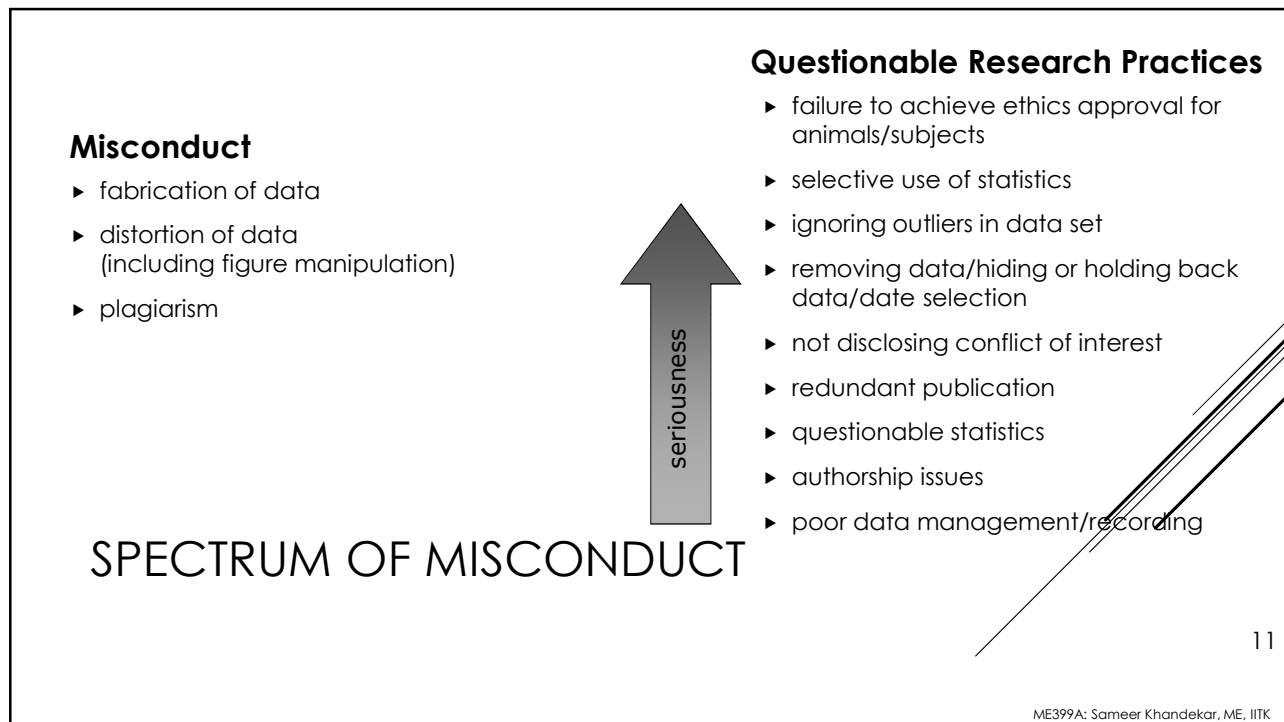 Misconduct
▶ fabrication of data
▶ distortion of data
(including figure manipulation)
▶ plagiarism
seriousness
Questionable Research Practices
▶ failure to achieve ethics approval for
animals/subjects
▶ selective use of statistics
▶ ignoring outliers in data set
▶ removing data/hiding or holding back
data/date selection
▶ not disclosing conflict of interest
▶ redundant publication
▶ questionable statistics
▶ authorship issues
▶ poor data management/recording
SPECTRUM OF MISCONDUCT
11
ME399A: Sameer Khandekar, ME, IITK